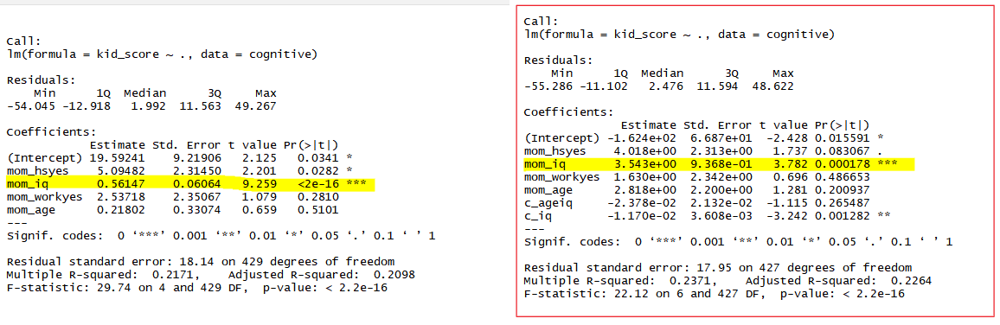 Call:
lm(formula = kid_score ~ ., data = cognitive)
Residuals:
Min 1Q Median 3Q Max
-54.045 -12.918 1.992 11.563 49.267
Coefficients:
Estimate Std. Error t value Pr(>|t|)
(Intercept) 19.59241 9.21906 2.125 0.0341 *
mom_hsyes 5.09482 2.31450 2.201 0.0282 *
mom_iq 0.56147 0.06064 9.259 <2e-16 ***
mom_workyes 2.53718 2.35067 1.079 0.2810
mom_age 0.21802 0.33074 0.659 0.5101
---
Signif. codes: 0 ‘***’ 0.001 ‘**’ 0.01 ‘*’ 0.05 ‘.’ 0.1 ‘ ’ 1
Residual standard error: 18.14 on 429 degrees of freedom
Multiple R-squared: 0.2171, Adjusted R-squared: 0.2098
F-statistic: 29.74 on 4 and 429 DF, p-value: < 2.2e-16
Call:
lm(formula = kid_score ~ ., data = cognitive)
Residuals:
Min 1Q Median 3Q Max
-55.286 -11.102 2.476 11.594 48.622
Coefficients:
Estimate Std. Error t value Pr(>|t|)
(Intercept) -1.624e+02 6.687e+01 -2.428 0.015591 *
mom_hsyes 4.018e+00 2.313e+00 1.737 0.083067 .
mom_iq 3.543e+00 9.368e-01 3.782 0.000178 ***
mom_workyes 1.630e+00 2.342e+00 0.696 0.486653
mom_age 2.818e+00 2.200e+00 1.281 0.200937
c_ageiq -2.378e-02 2.132e-02 -1.115 0.265487
c_iq -1.170e-02 3.608e-03 -3.242 0.001282 **
---
Signif. codes: 0 ‘***’ 0.001 ‘**’ 0.01 ‘*’ 0.05 ‘.’ 0.1 ‘ ’ 1
Residual standard error: 17.95 on 427 degrees of freedom
Multiple R-squared: 0.2371, Adjusted R-squared: 0.2264
F-statistic: 22.12 on 6 and 427 DF, p-value: < 2.2e-16